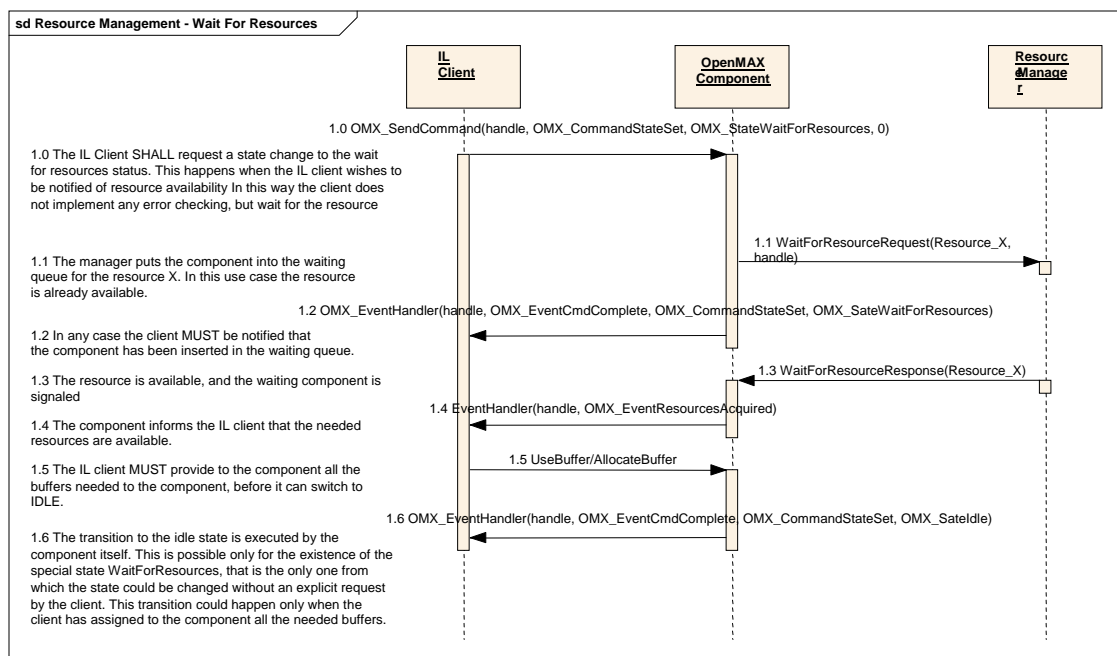 sd Resource Management - Wait For Resources
IL
Client
OpenMAX
Component
Resourc
eManage
r
1.0 OMX_SendCommand(handle, OMX_CommandStateSet, OMX_StateWaitForResources, 0)
1.0 The IL Client SHALL request a state change to the wait
for resources status. This happens when the IL client wishes to
be notified of resource availability In this way the client does
not implement any error checking, but wait for the resource
1.1 WaitForResourceRequest(Resource_X,
handle)
1.1 The manager puts the component into the waiting
queue for the resource X. In this use case the resource
is already available.
1.2 OMX_EventHandler(handle, OMX_EventCmdComplete, OMX_CommandStateSet, OMX_SateWaitForResources)
1.2 In any case the client MUST be notified that
the component has been inserted in the waiting queue.
1.3 WaitForResourceResponse(Resource_X)
1.3 The resource is available, and the waiting component is
signaled
1.4 EventHandler(handle, OMX_EventResourcesAcquired)
1.4 The component informs the IL client that the needed
resources are available.
1.5 UseBuffer/AllocateBuffer
1.5 The IL client MUST provide to the component all the
buffers needed to the component, before it can switch to
IDLE.
1.6 OMX_EventHandler(handle, OMX_EventCmdComplete, OMX_CommandStateSet, OMX_SateIdle)
1.6 The transition to the idle state is executed by the
component itself. This is possible only for the existence of the
special state WaitForResources, that is the only one from
which the state could be changed without an explicit request
by the client. This transition could happen only when the
client has assigned to the component all the needed buffers.